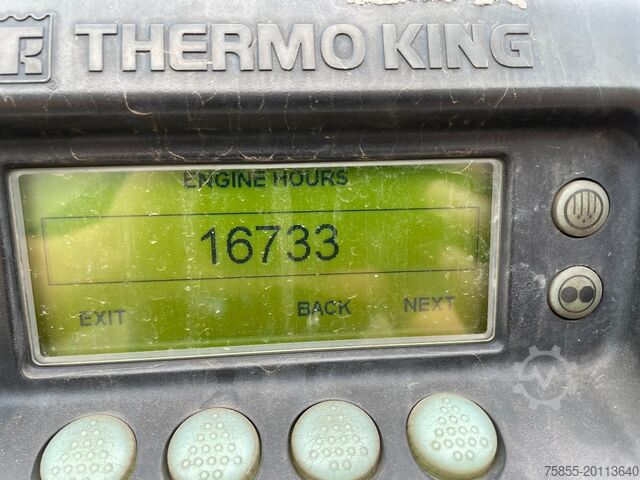 THERMO KING
ENGINE HOURS
16733
EXIT BACK NEXT
75855-20113640